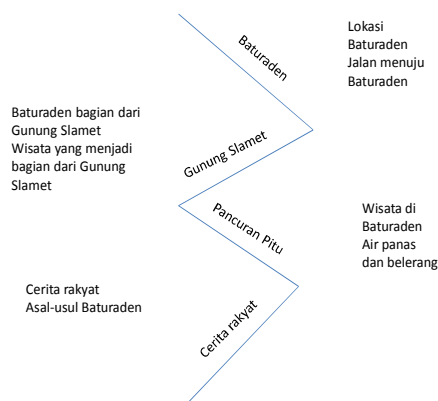 Baturaden
Lokasi
Baturaden
Jalan menuju
Baturaden
Baturaden bagian dari
Gunung Slamet
Wisata yang menjadi
bagian dari Gunung
Slamet
Gunung Slamet
Pancuran Pitu
Wisata di
Baturaden
Air panas
dan belerang
Cerita rakyat
Asal-usul Baturaden
Cerita rakyat